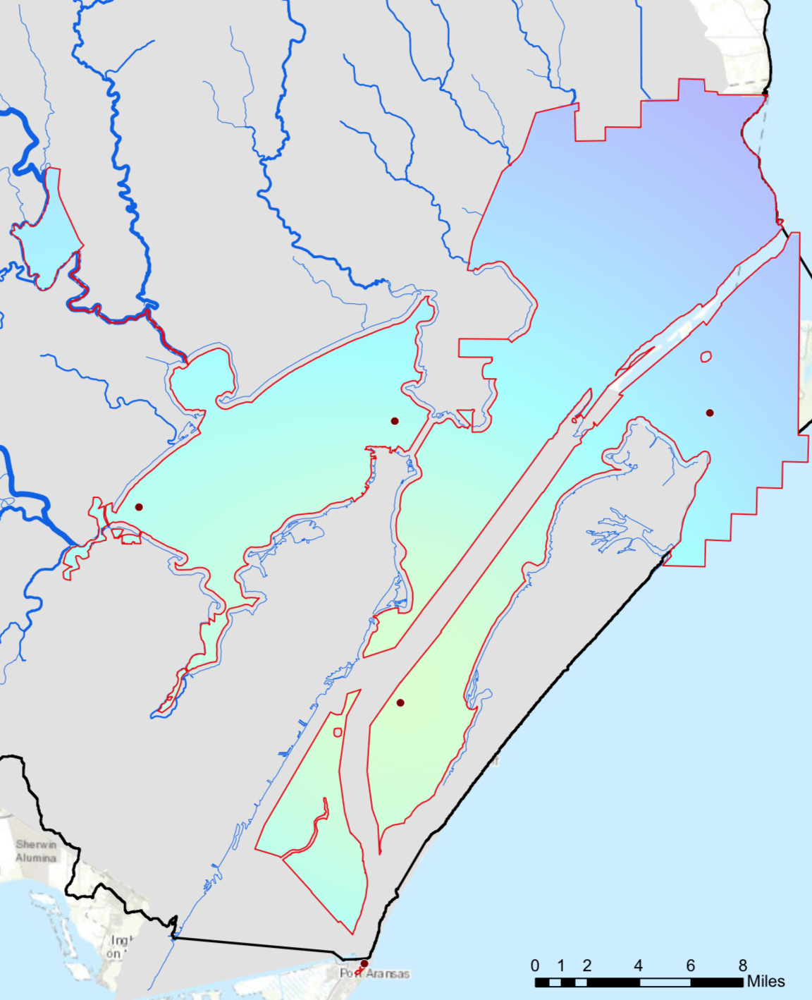 Sherwin
Alumina
Port Aransas
0 1 2 4 6 8
Miles